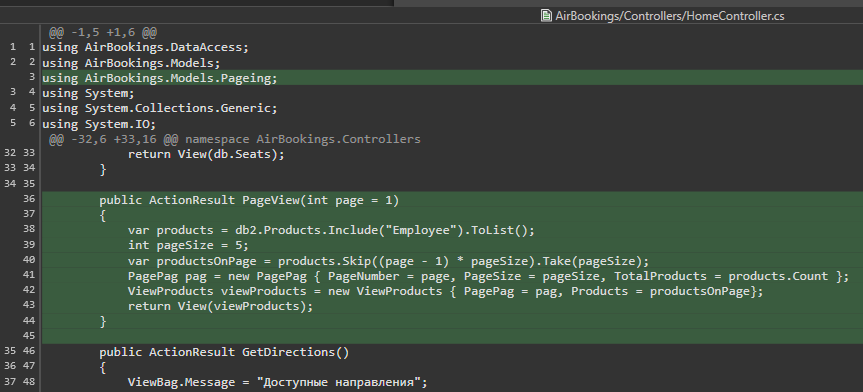 AirBookings/Controllers/HomeController.cs
@@ -1,5 +1,6 @@
1 1 using AirBookings.DataAccess;
2 2 using AirBookings.Models;
3 using AirBookings.Models.Pageing;
3 4 using System;
4 5 using System.Collections.Generic;
5 6 using System.IO;
@@ -32,6 +33,16 @@ namespace AirBookings.Controllers
32 33 return View(db.Seats);
33 34 }
34 35
36 public ActionResult PageView(int page = 1)
37 {
38 var products = db2.Products.Include("Employee").ToList();
39 int pageSize = 5;
40 var productsOnPage = products.Skip((page - 1) * pageSize).Take(pageSize);
41 PagePag pag = new PagePag { PageNumber = page, PageSize = pageSize, TotalProducts = products.Count };
42 ViewProducts viewProducts = new ViewProducts { PagePag = pag, Products = productsOnPage};
43 return View(viewProducts);
44 }
45
35 46 public ActionResult GetDirections()
36 47 {
37 48 ViewBag.Message = "Доступные направления";